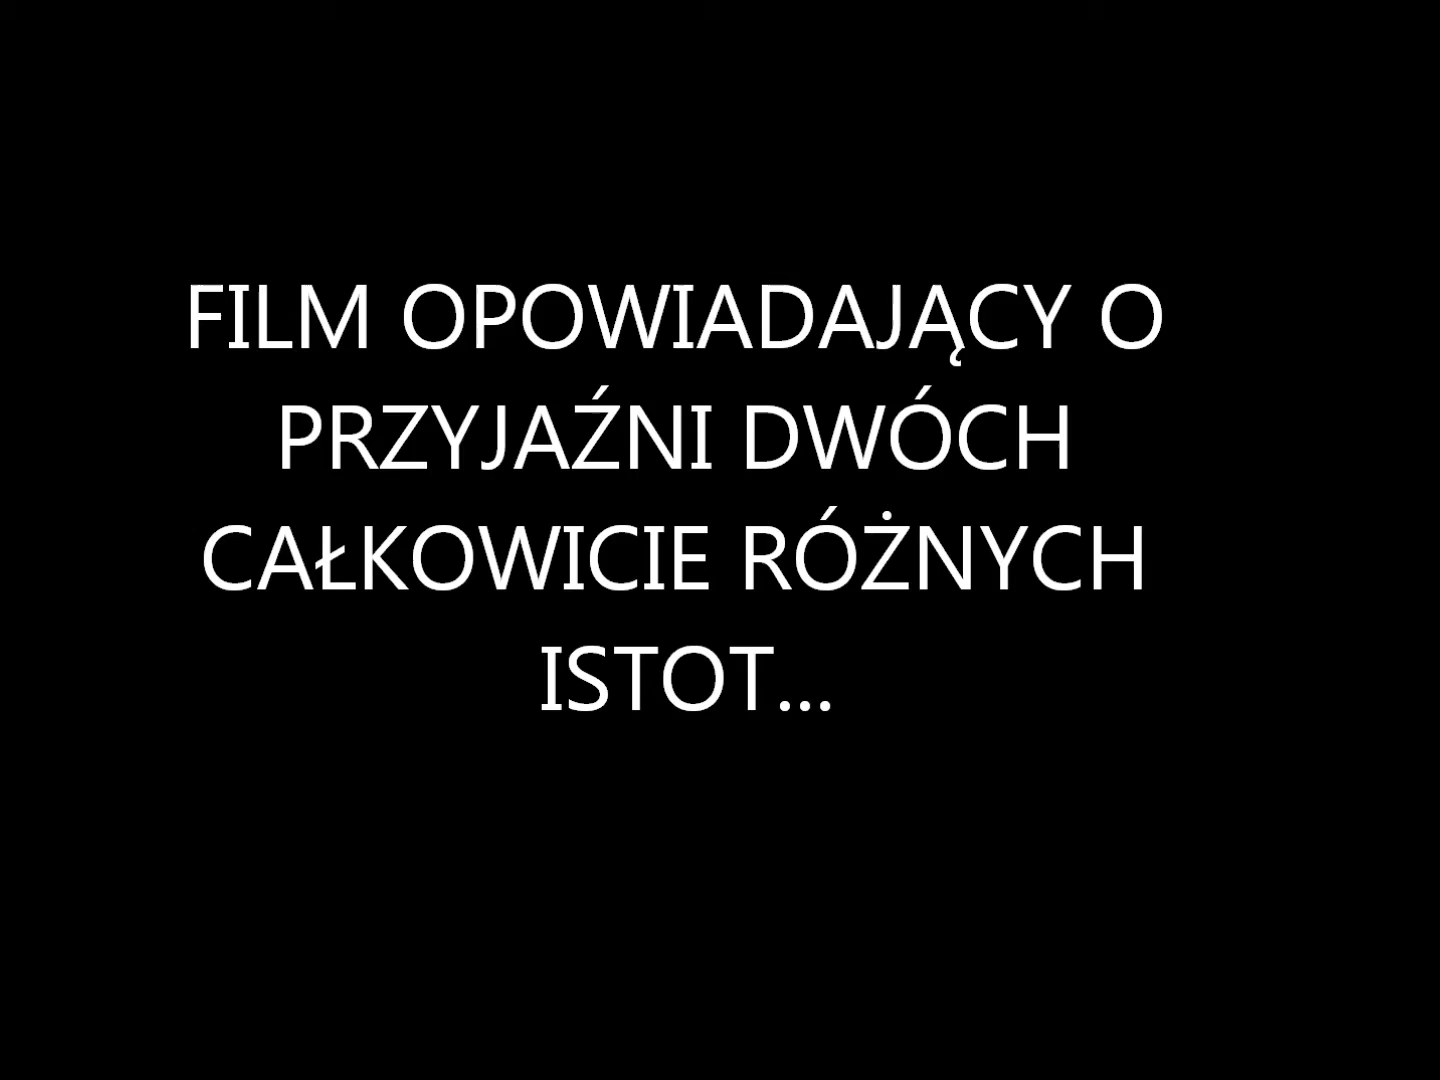 FILM OPOWIADAJĄCY O
PRZYJAŹNI DWÓCH
CAŁKOWICIE RÓŻNYCH
ISTOT...